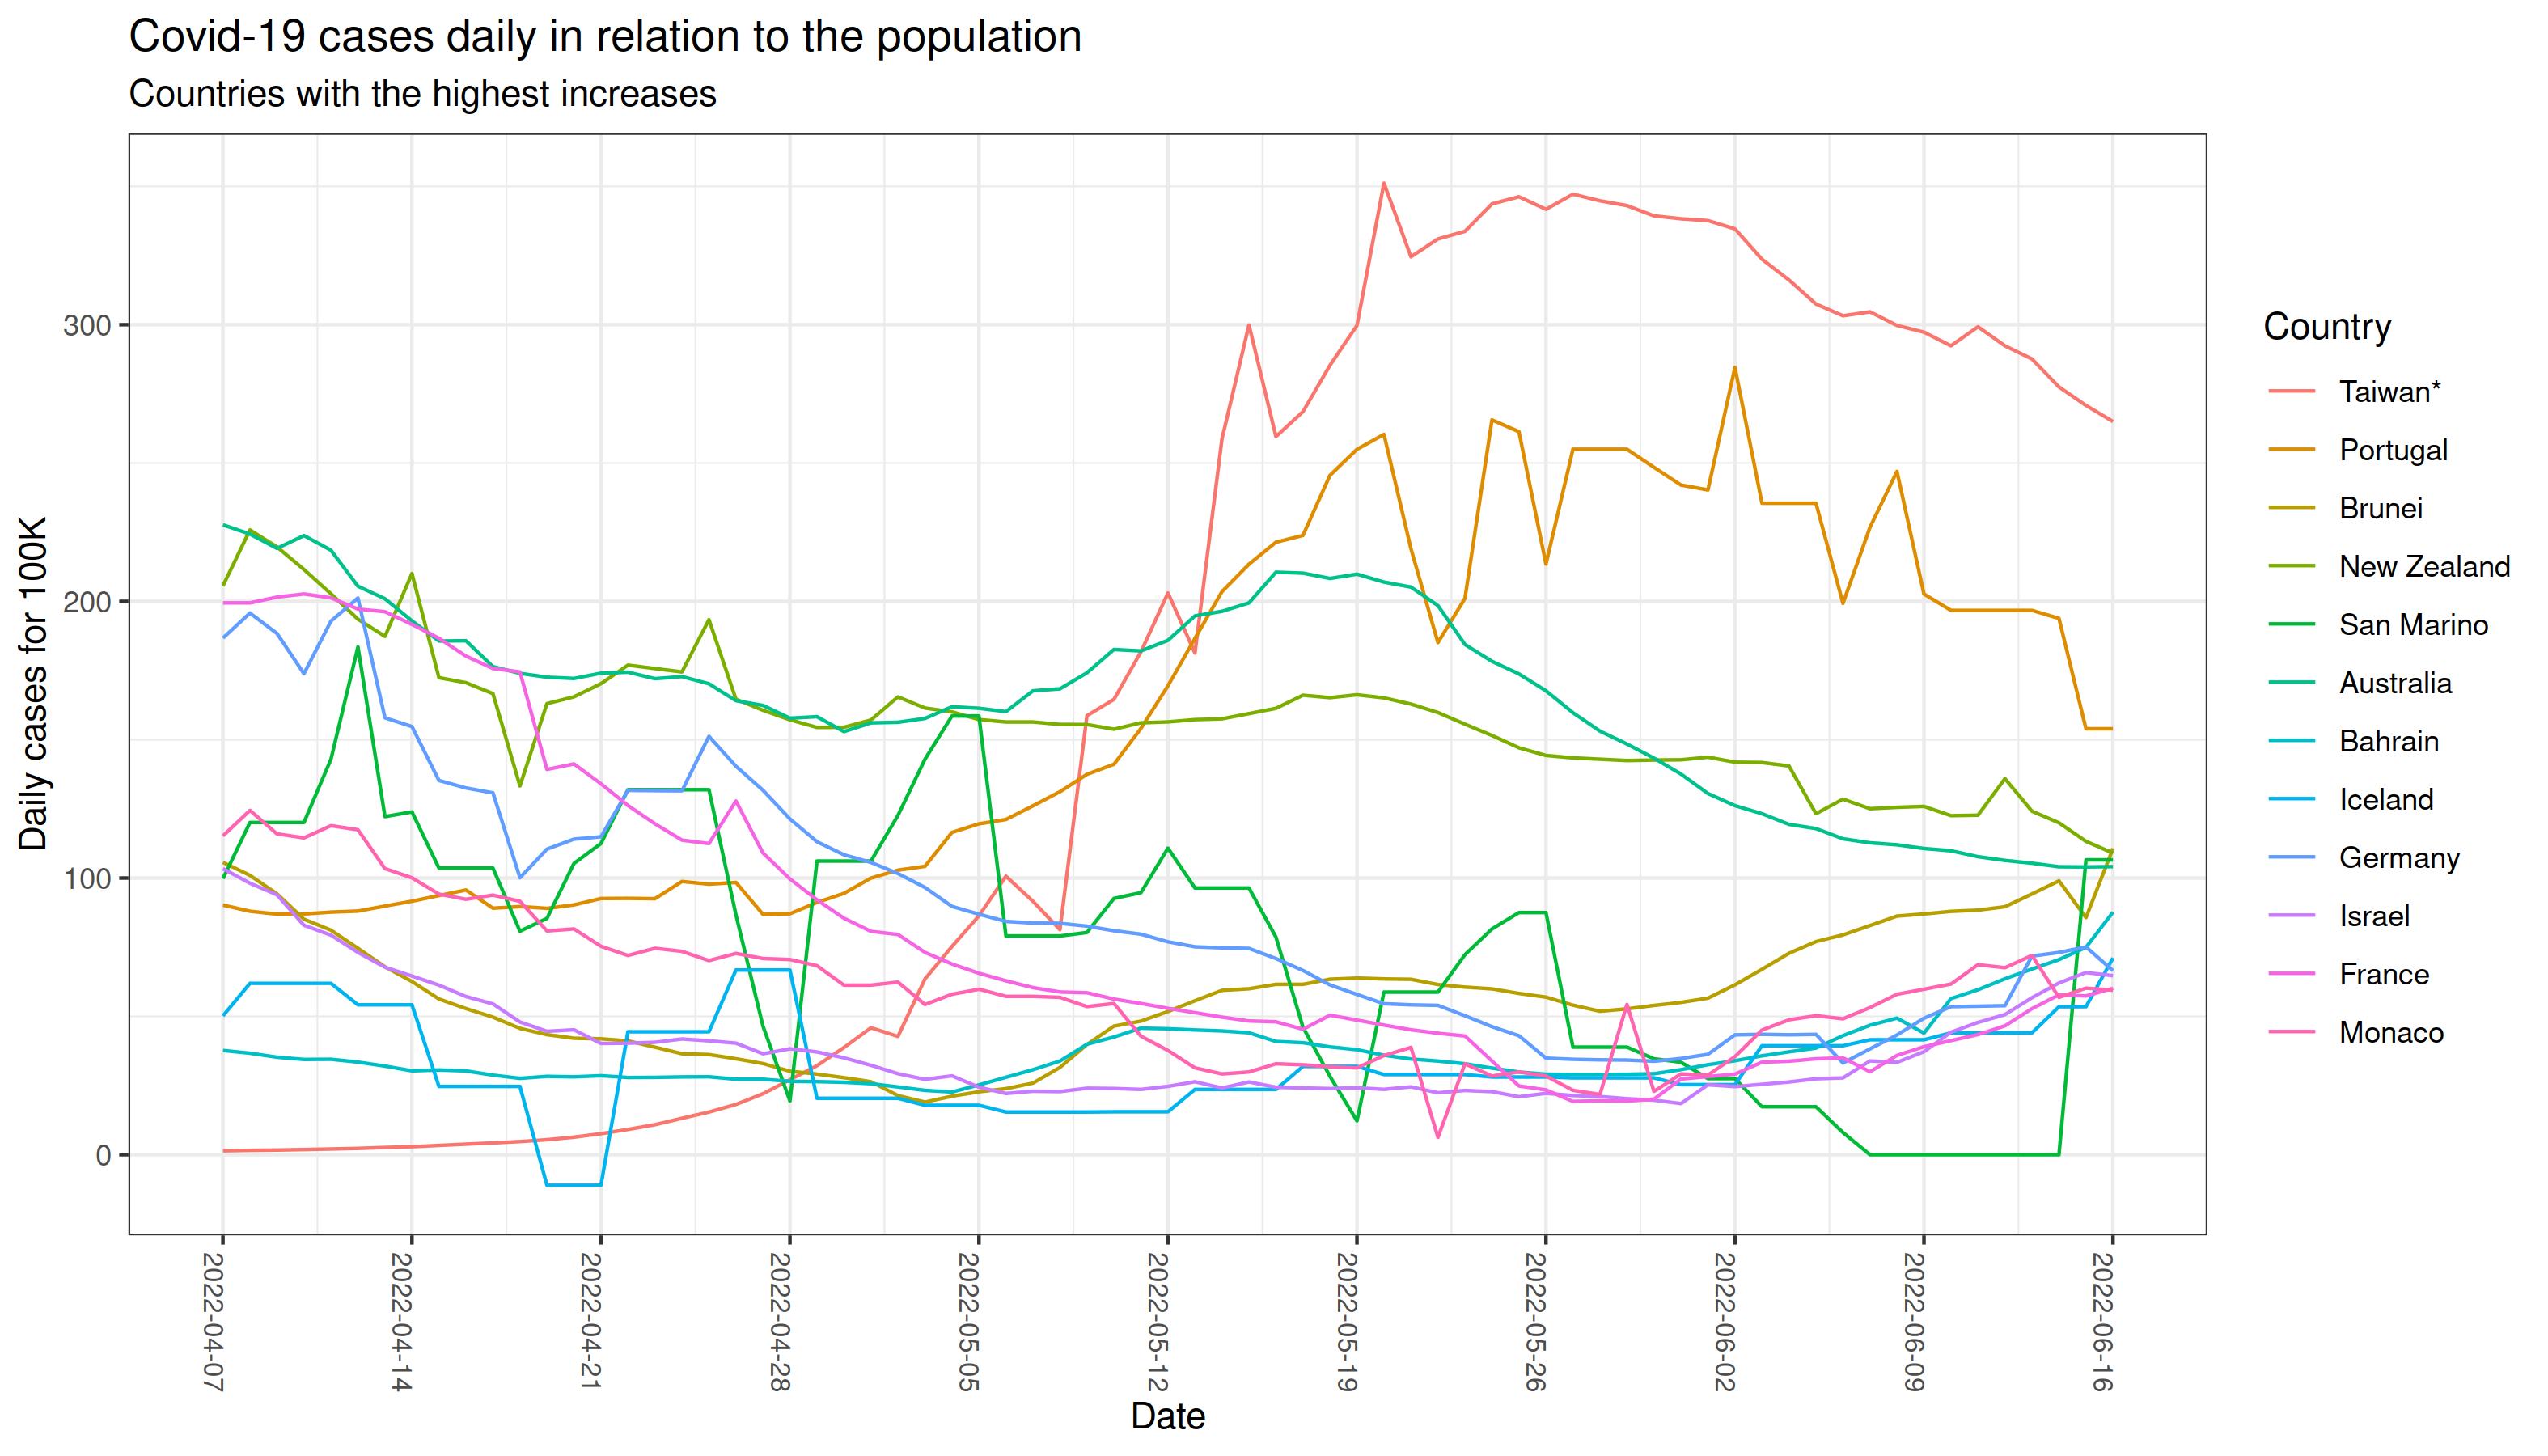 Covid-19 cases daily in relation to the population
Countries with the highest increases
Daily cases for 100K
300
200
100
0
2022-04-07
2022-04-14
2022-04-21
2022-04-28
2022-05-05
2022-05-12
2022-05-19
2022-05-26
2022-06-02
2022-06-09
2022-06-16
Date
Country
Taiwan*
Portugal
Brunei
New Zealand
San Marino
Australia
Bahrain
Iceland
Germany
Israel
France
Monaco